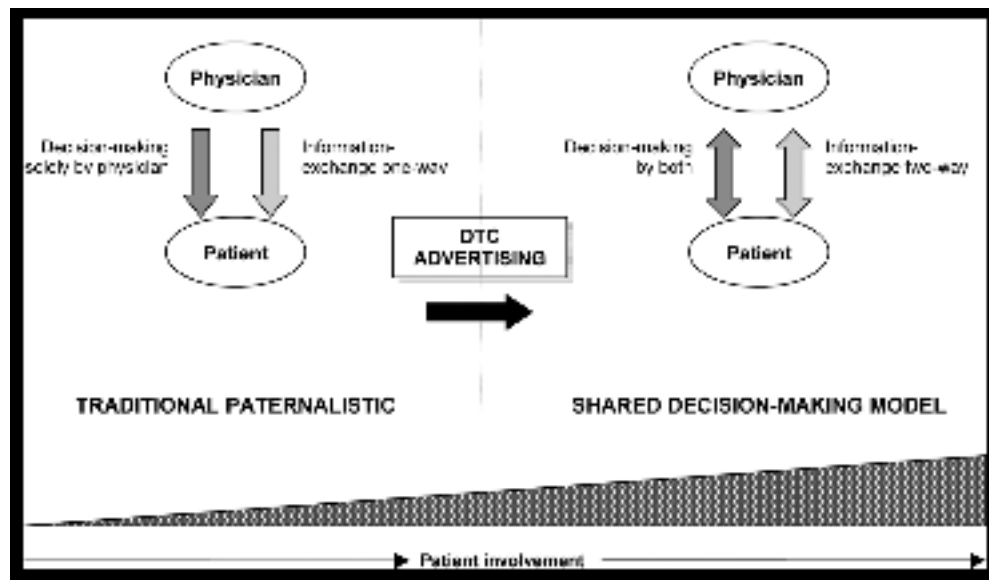 Physician
Decision-making
solely by physician
Information-
exchange one-way
Patient
DTC
ADVERTISING
Physician
Decision-making
by both
Information-
exchange two-way
Patient
TRADITIONAL PATERNALISTIC
SHARED DECISION-MAKING MODEL
Patient involvement